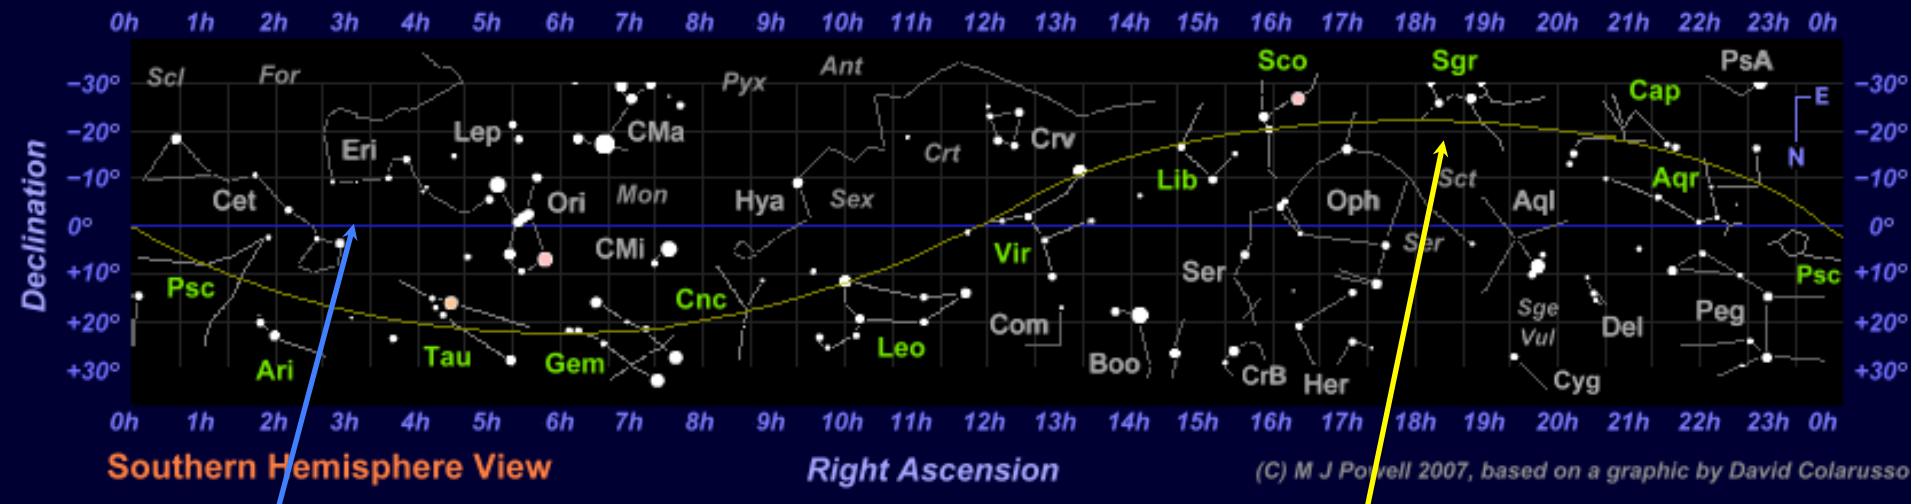 0h 1h 2h 3h 4h 5h 6h 7h 8h 9h 10h 11h 12h 13h 14h 15h 16h 17h 18h 19h 20h 21h 22h 23h 0h
Scl For Pyx Ant Sco Sgr PsA
−30° Cap −30°
E
−20° Eri Lep CMa Crt Crv −20°
N
−10° Cet Ori Mon Hya Sex Lib Oph Sct Aql Aqr −10°
Declination
0° CMi Vir Ser 0°
+10° Psc Cnc Ser Psc +10°
+20° Com Sge Vul Del Peg +20°
+30° Ari Tau Gem Leo Boo CrB Her Cyg +30°
0h 1h 2h 3h 4h 5h 6h 7h 8h 9h 10h 11h 12h 13h 14h 15h 16h 17h 18h 19h 20h 21h 22h 23h 0h
Southern Hemisphere View
Right Ascension
(C) M J Powell 2007, based on a graphic by David Colarusso